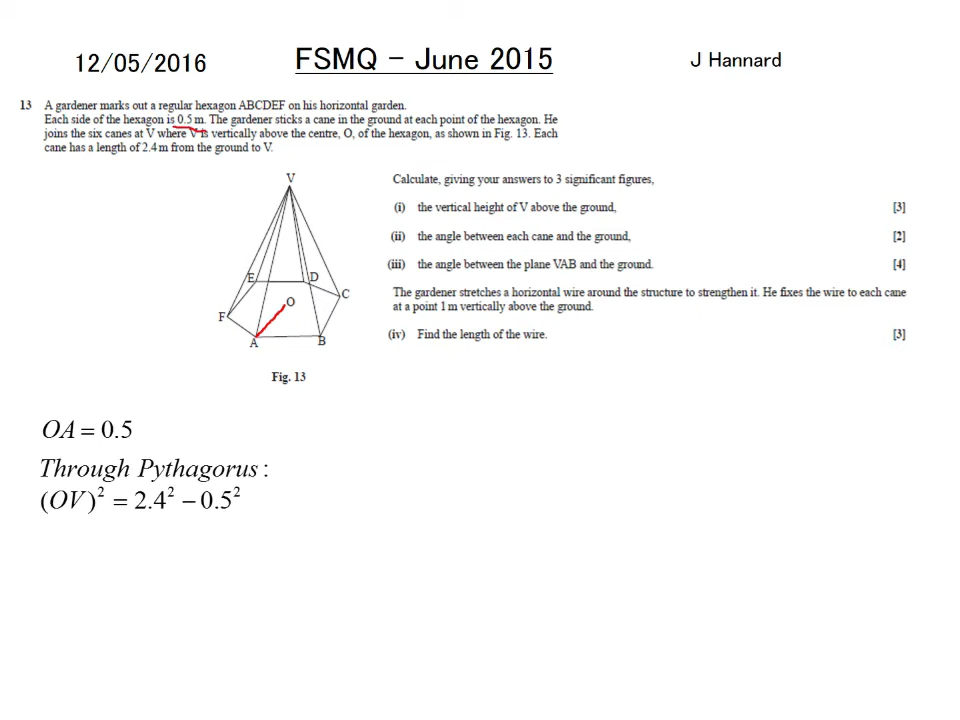 12/05/2016
FSMQ - June 2015
J Hannard
13 A gardener marks out a regular hexagon ABCDEF on his horizontal garden.
Each side of the hexagon is 0.5 m. The gardener sticks a cane in the ground at each point of the hexagon. He
joins the six canes at V where V is vertically above the centre, O, of the hexagon, as shown in Fig. 13. Each
cane has a length of 2.4 m from the ground to V.
V
E
D
C
O
F
A
B
Fig. 13
Calculate, giving your answers to 3 significant figures,
(i) the vertical height of V above the ground, [3]
(ii) the angle between each cane and the ground, [2]
(iii) the angle between the plane VAB and the ground. [4]
The gardener stretches a horizontal wire around the structure to strengthen it. He fixes the wire to each cane
at a point 1 m vertically above the ground.
(iv) Find the length of the wire. [3]
OA = 0.5
Through Pythagorus :
(OV)² = 2.4² − 0.5²